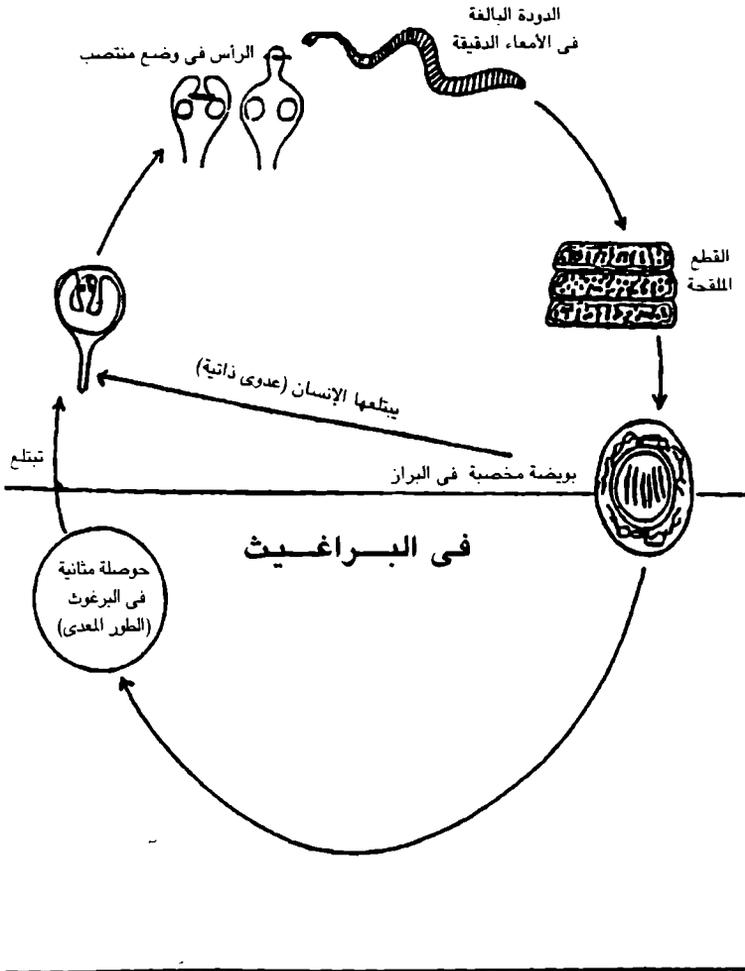 الدودة البالغة
فى الأمعاء الدقيقة
الرأس فى وضع منتصب
القطع
الملقحة
يبتلعها الإنسان (عدوى ذاتية)
تبتلع
بويضة مخصبة فى البراز
فى البـراغـيـث
حوصلة مثانية
فى البرغوث
(الطور المعدى)